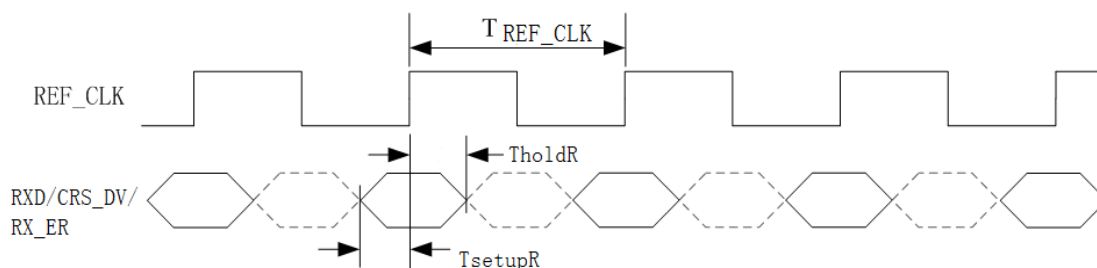 T REF_CLK
REF_CLK
TholdR
RXD/CRS_DV/
RX_ER
TsetupR